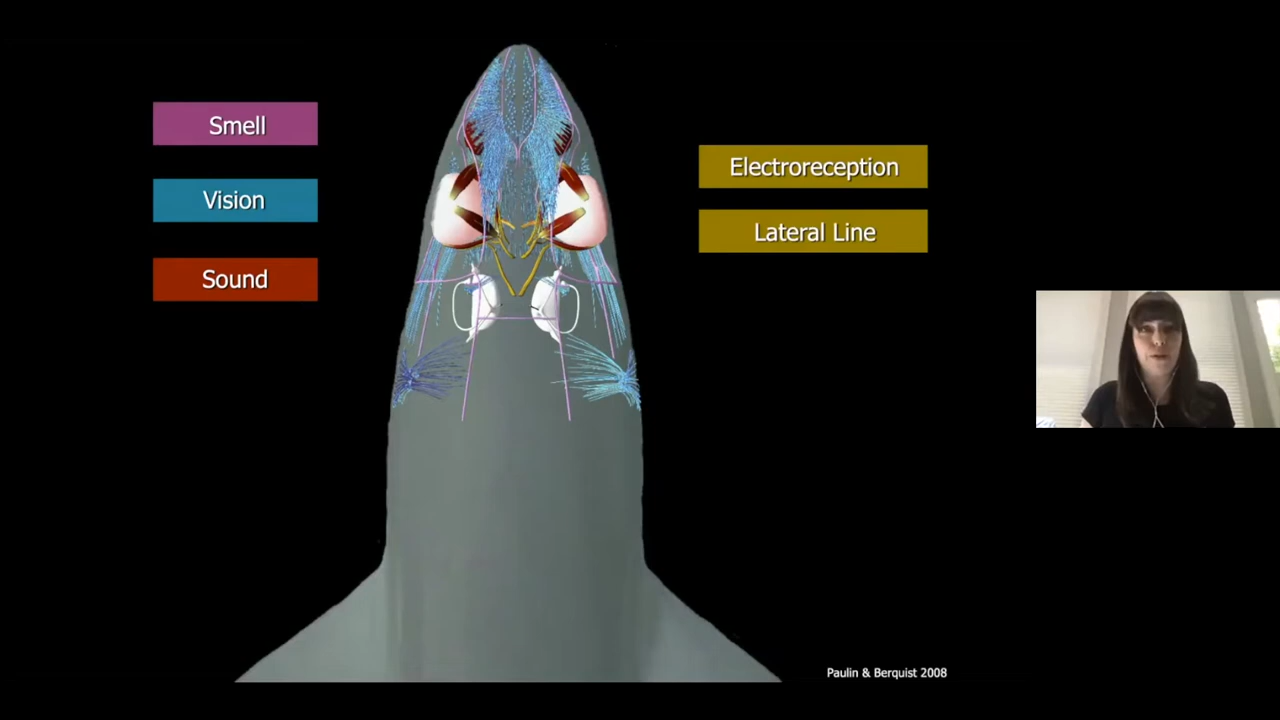 Smell
Vision
Sound
Electroreception
Lateral Line
Paulin & Berquist 2008